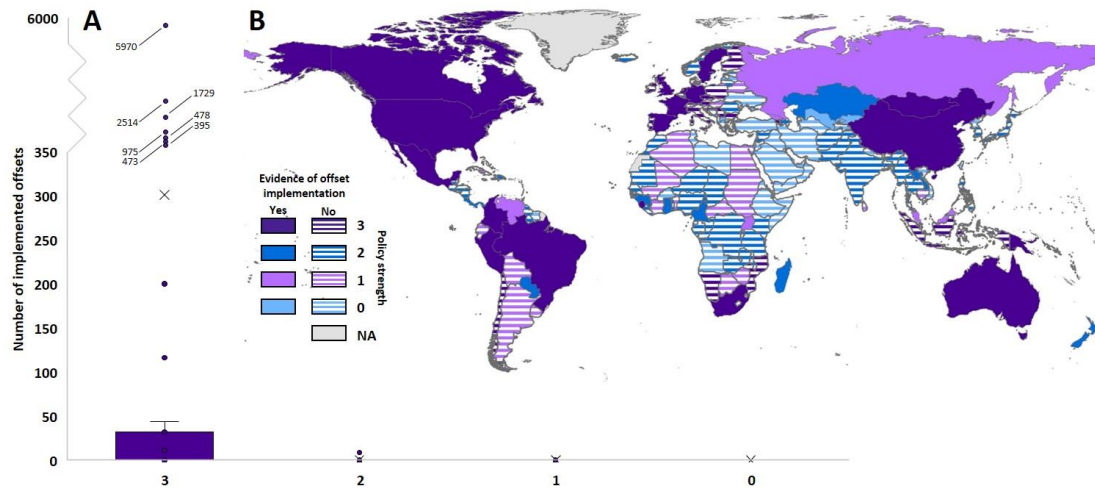 A
B
Number of implemented offsets
6000
350
300
250
200
150
100
50
0
5970
1729
2514
478
395
975
473
3
2
1
0
Evidence of offset
implementation
Yes
No
3
2
1
0
NA
Policy strength